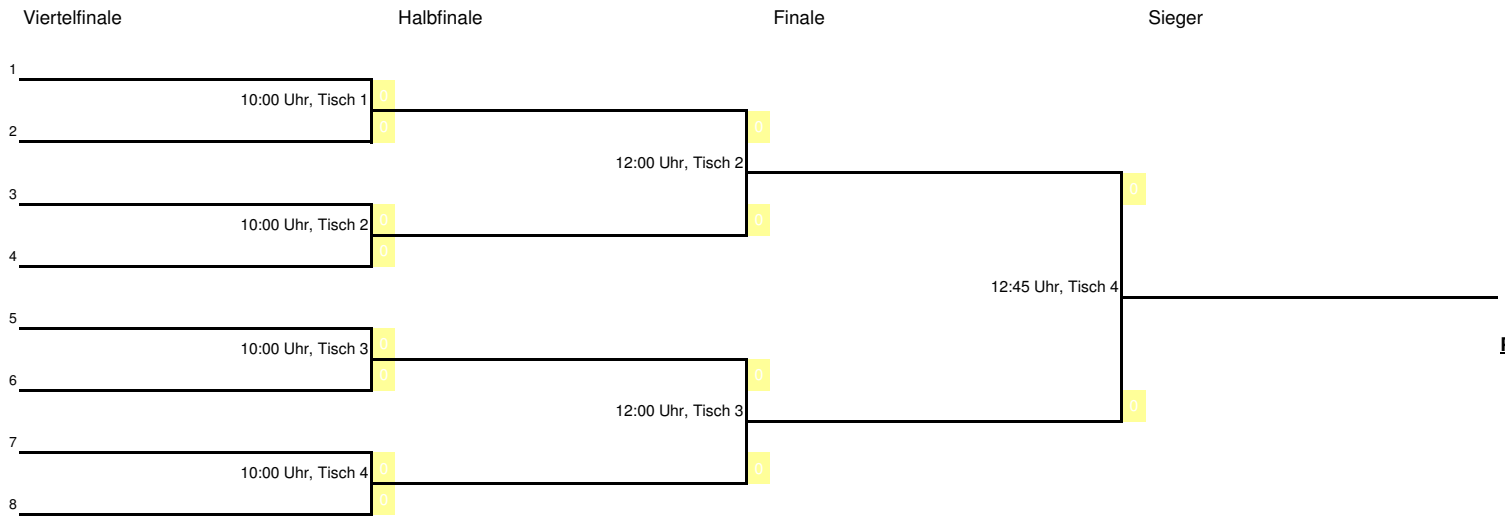 Viertelfinale Halbfinale Finale Sieger
1
10:00 Uhr, Tisch 1 0
2 0 0
12:00 Uhr, Tisch 2
0
3
10:00 Uhr, Tisch 2 0 0
0
4
12:45 Uhr, Tisch 4
5
10:00 Uhr, Tisch 3 0
6 0 0
0
12:00 Uhr, Tisch 3
7
10:00 Uhr, Tisch 4 0 0
8 0